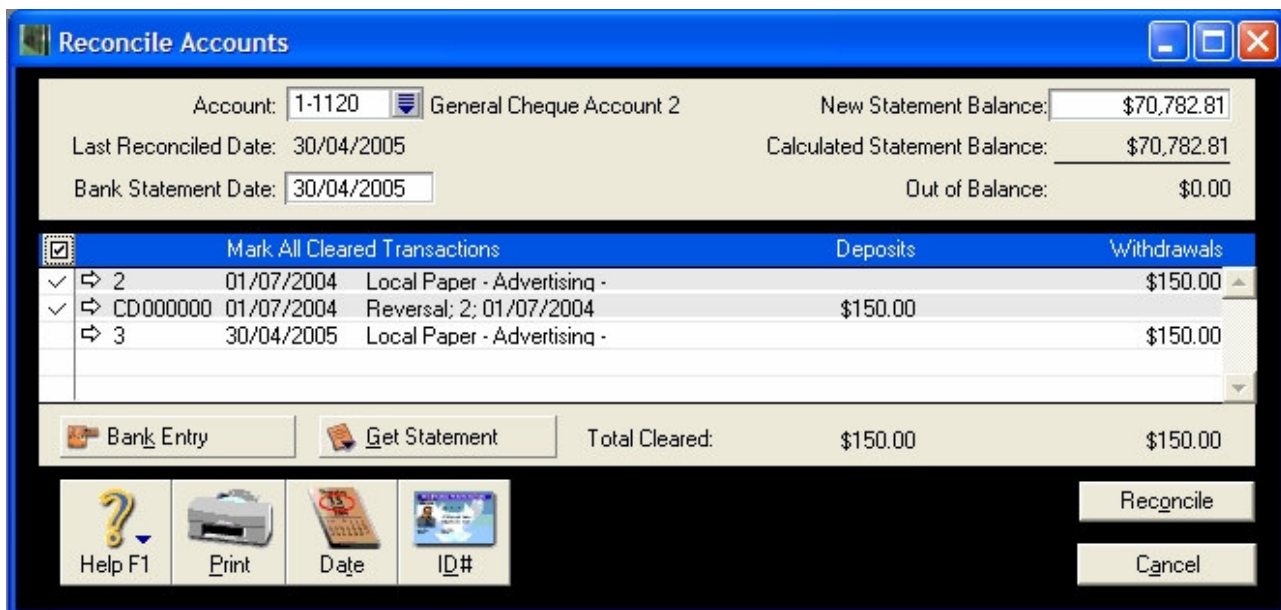 Reconcile Accounts
Account: 1-1120 General Cheque Account 2 New Statement Balance: $70,782.81
Last Reconciled Date: 30/04/2005 Calculated Statement Balance: $70,782.81
Bank Statement Date: 30/04/2005 Out of Balance: $0.00
Mark All Cleared Transactions Deposits Withdrawals
2 01/07/2004 Local Paper - Advertising - $150.00
CD000000 01/07/2004 Reversal; 2; 01/07/2004 $150.00
3 30/04/2005 Local Paper - Advertising - $150.00
Bank Entry Get Statement Total Cleared: $150.00 $150.00
Reconcile
Help F1 Print Date ID#
Cancel